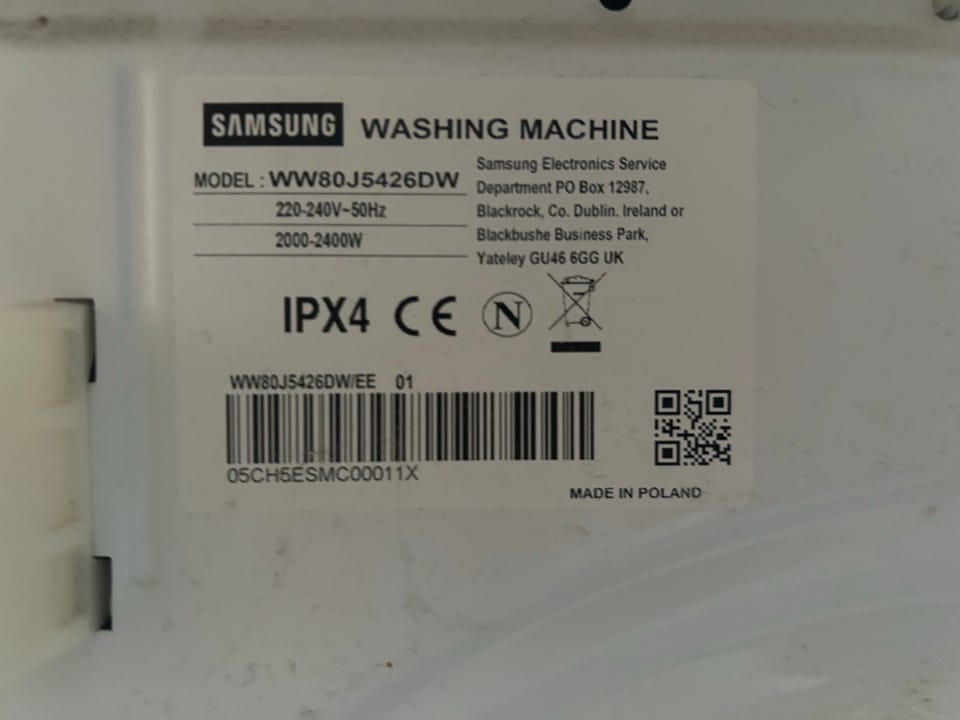 SAMSUNG WASHING MACHINE
MODEL : WW80J5426DW
220-240V~50Hz
2000-2400W
Samsung Electronics Service
Department PO Box 12987,
Blackrock, Co. Dublin. Ireland or
Blackbushe Business Park,
Yateley GU46 6GG UK
IPX4 CE N
WW80J5426DW/EE 01
05CH5ESMC00011X
MADE IN POLAND